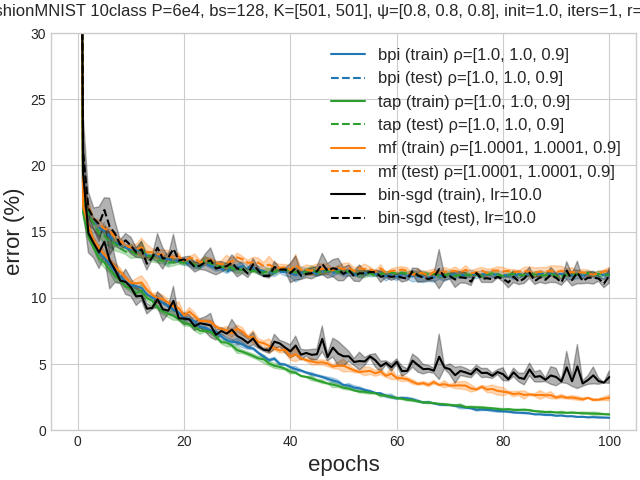 shionMNIST 10class P=6e4, bs=128, K=[501, 501], ψ=[0.8, 0.8, 0.8], init=1.0, iters=1, r=
30
25
20
15
10
5
0
error (%)
bpi (train) ρ=[1.0, 1.0, 0.9]
bpi (test) ρ=[1.0, 1.0, 0.9]
tap (train) ρ=[1.0, 1.0, 0.9]
tap (test) ρ=[1.0, 1.0, 0.9]
mf (train) ρ=[1.0001, 1.0001, 0.9]
mf (test) ρ=[1.0001, 1.0001, 0.9]
bin-sgd (train), lr=10.0
bin-sgd (test), lr=10.0
0 20 40 60 80 100
epochs